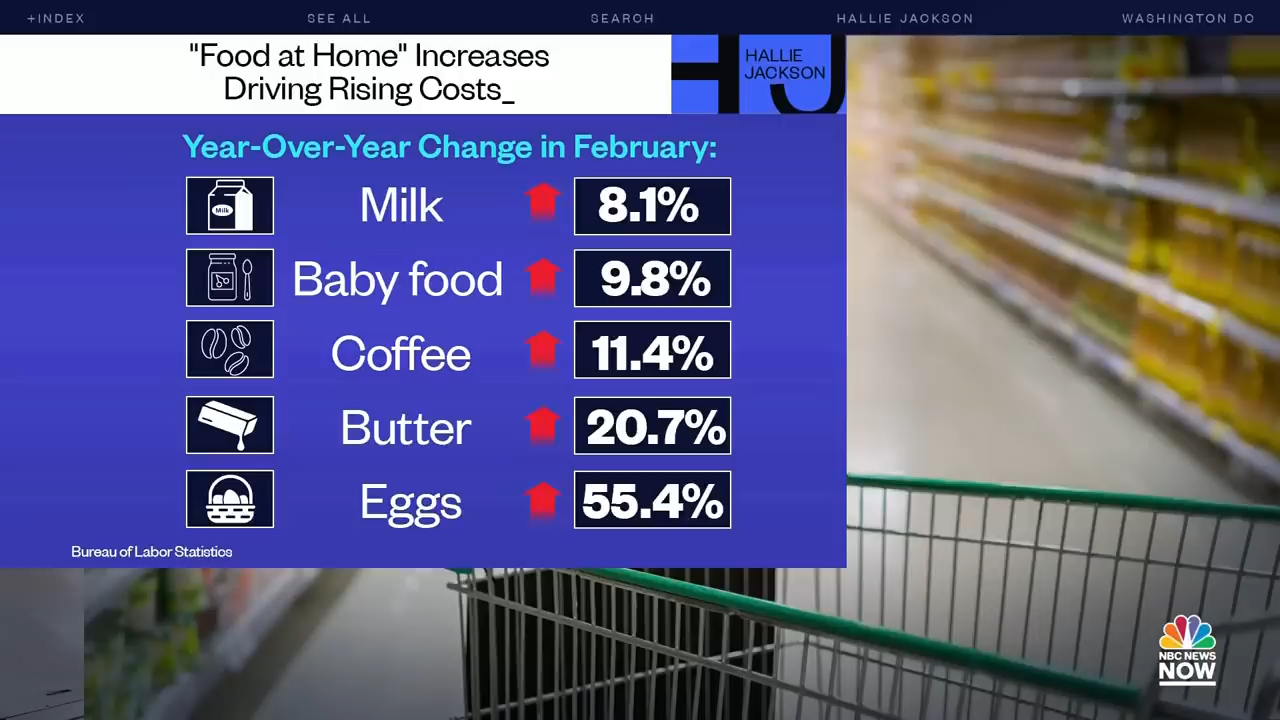 +INDEX SEE ALL SEARCH HALLIE JACKSON WASHINGTON DC
"Food at Home" Increases
Driving Rising Costs_
HJ
HALLIE
JACKSON
Year-Over-Year Change in February:
Milk
Milk 8.1%
Baby food 9.8%
Coffee 11.4%
Butter 20.7%
Eggs 55.4%
Bureau of Labor Statistics
NBC NEWS
NOW